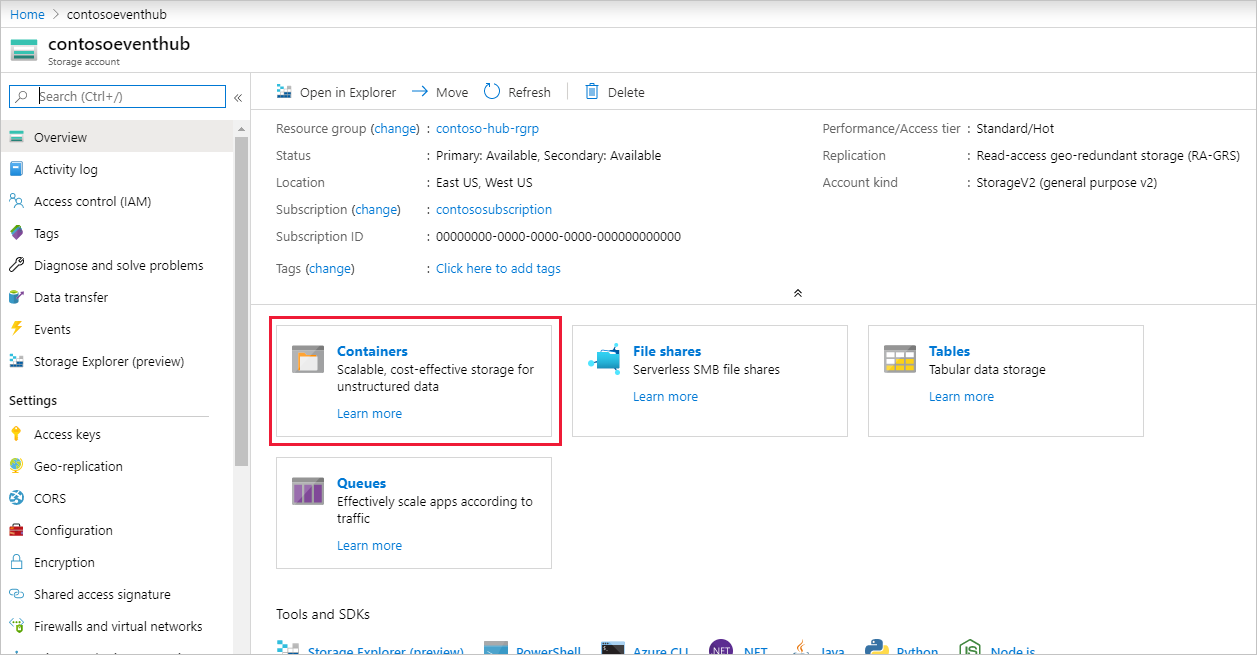 Home > contosoeventhub
contosoeventhub
Storage account
Search (Ctrl+/)
«
Overview
Activity log
Access control (IAM)
Tags
Diagnose and solve problems
Data transfer
Events
Storage Explorer (preview)
Settings
Access keys
Geo-replication
CORS
Configuration
Encryption
Shared access signature
Firewalls and virtual networks
Open in Explorer Move Refresh Delete
Resource group (change) : contoso-hub-rgrp
Status : Primary: Available, Secondary: Available
Location : East US, West US
Subscription (change) : contososubscription
Subscription ID : 00000000-0000-0000-0000-000000000000
Tags (change) : Click here to add tags
Performance/Access tier : Standard/Hot
Replication : Read-access geo-redundant storage (RA-GRS)
Account kind : StorageV2 (general purpose v2)
Containers
Scalable, cost-effective storage for
unstructured data
Learn more
File shares
Serverless SMB file shares
Learn more
Tables
Tabular data storage
Learn more
Queues
Effectively scale apps according to
traffic
Learn more
Tools and SDKs
Storage Explorer (preview) PowerShell Azure CLI NET .NET Java Python JS Node.js